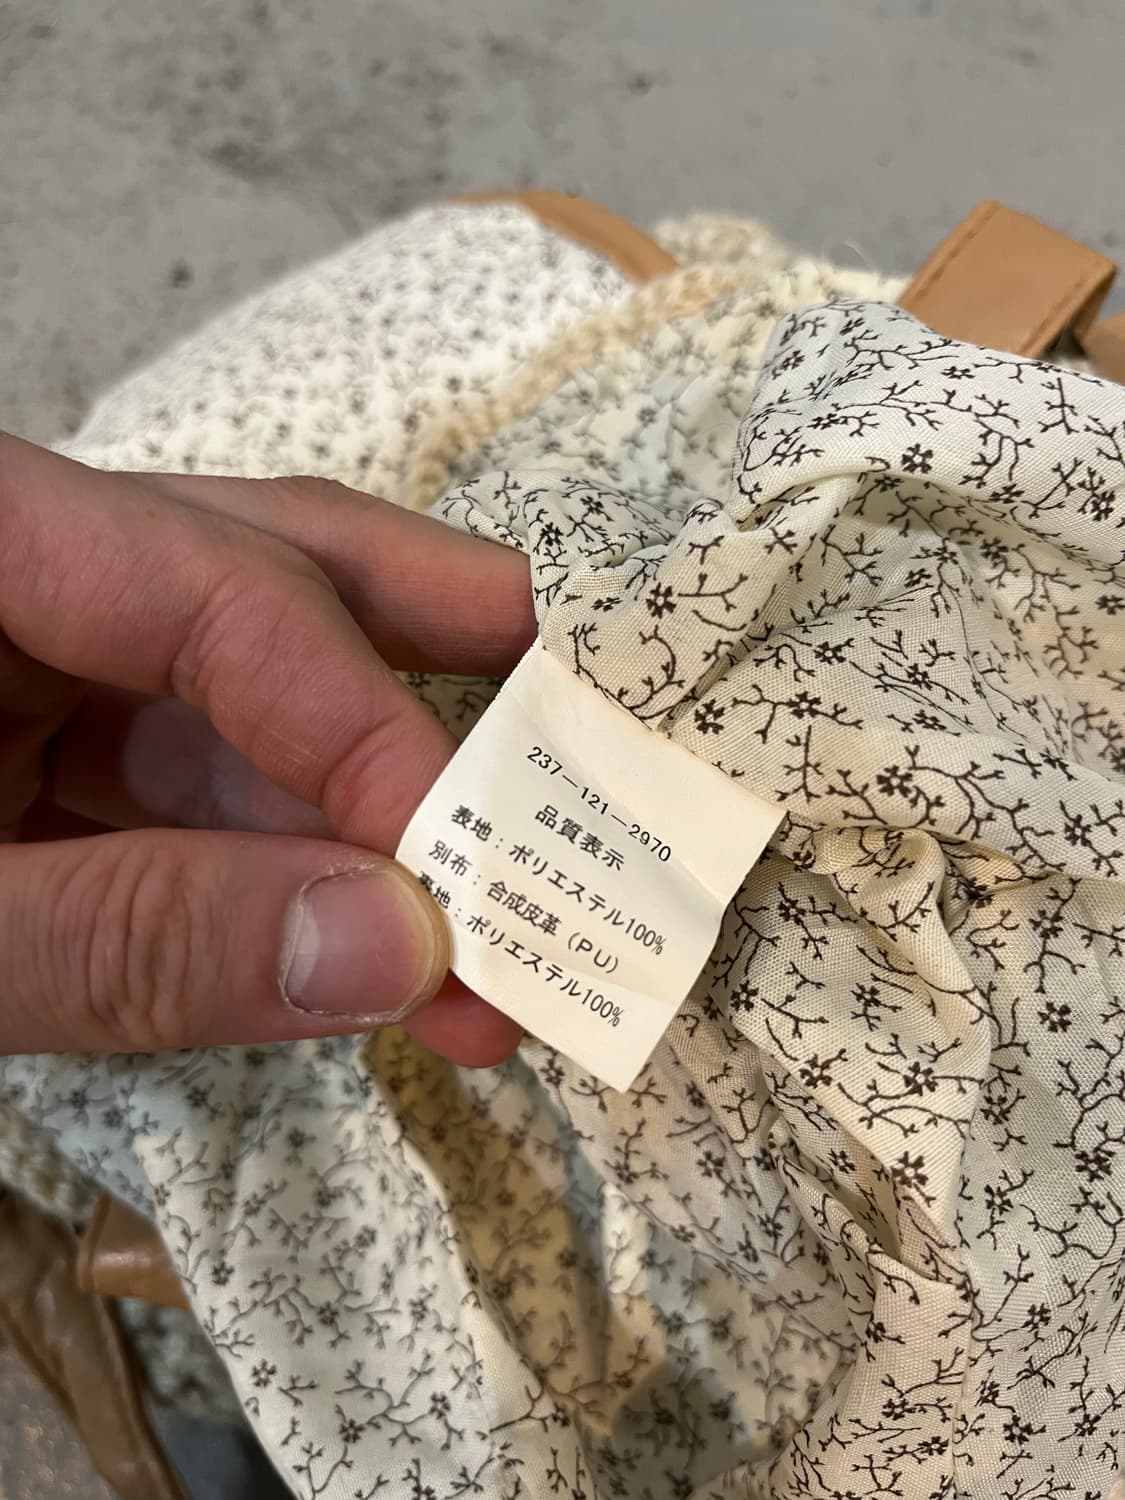 237—121—2970
品質表示
表地：ポリエステル100%
別布：合成皮革（PU）
裏地：ポリエステル100%